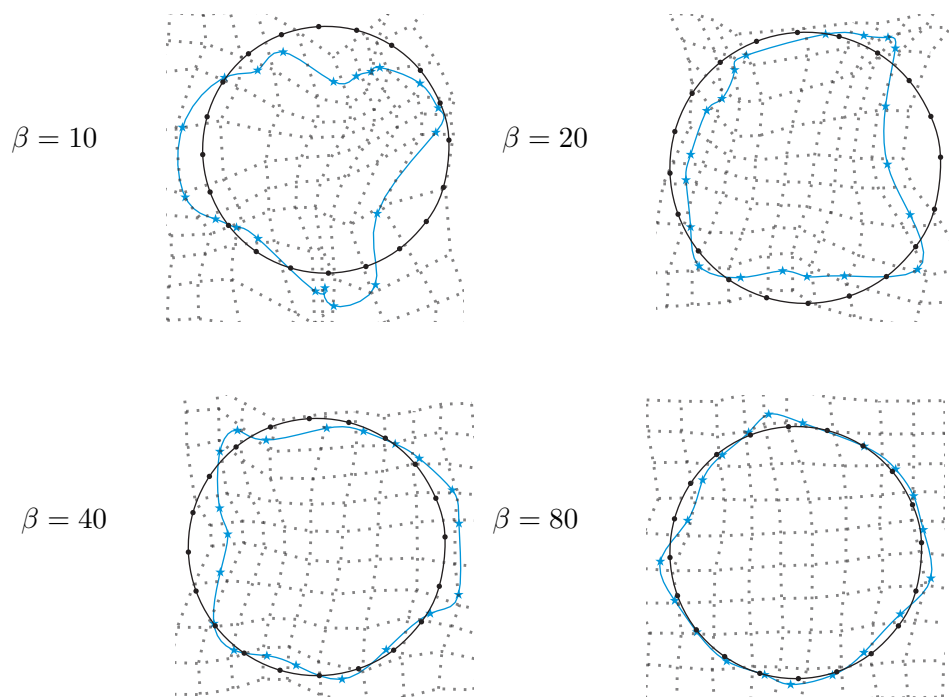 β = 10
β = 20
β = 40
β = 80